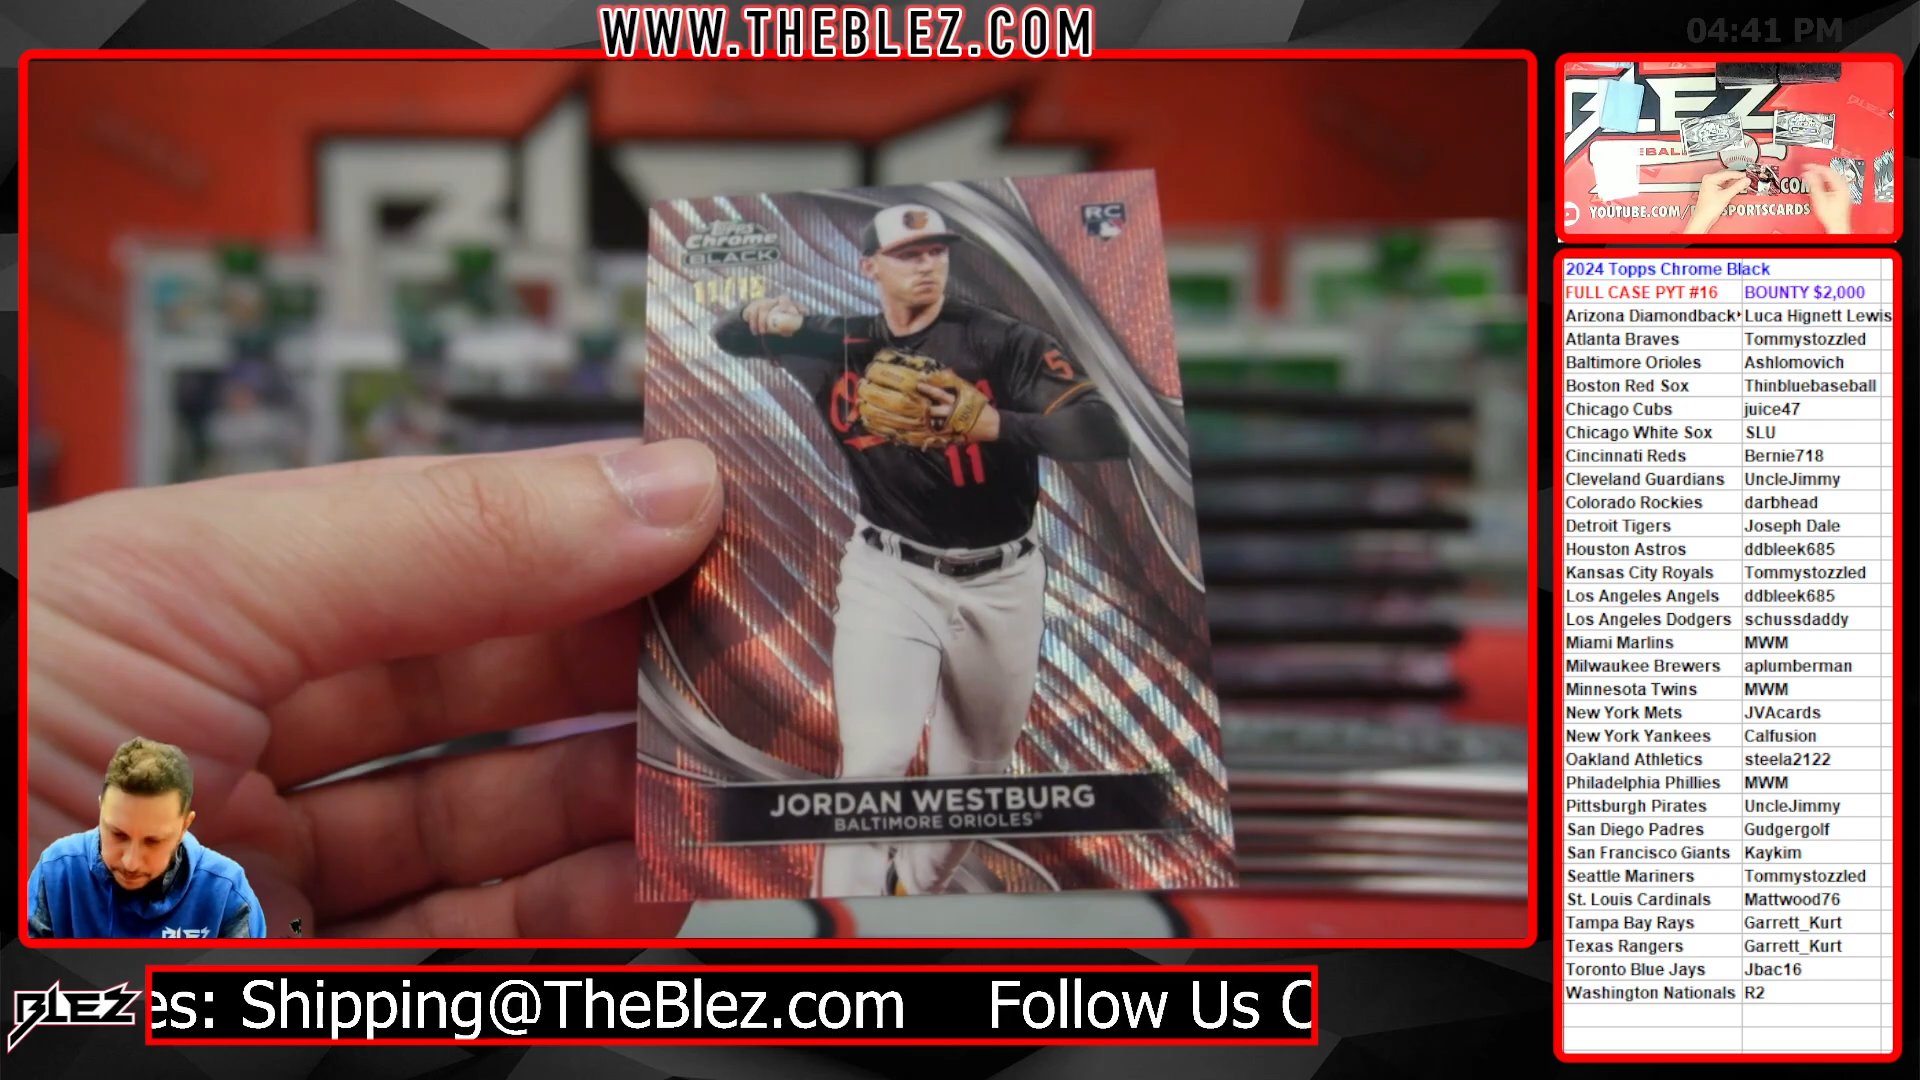 WWW.THEBLEZ.COM
04:41 PM
Topps
Chrome
BLACK
11/15
RC
5
11
JORDAN WESTBURG
BALTIMORE ORIOLES®
BLEZ
YOUTUBE.COM/
SPORTSCARDS
2024 Topps Chrome Black
FULL CASE PYT #16 BOUNTY $2,000
Arizona Diamondback Luca Hignett Lewis
Atlanta Braves Tommystozzled
Baltimore Orioles Ashlomovich
Boston Red Sox Thinbluebaseball
Chicago Cubs juice47
Chicago White Sox SLU
Cincinnati Reds Bernie718
Cleveland Guardians UncleJimmy
Colorado Rockies darbhead
Detroit Tigers Joseph Dale
Houston Astros ddbleek685
Kansas City Royals Tommystozzled
Los Angeles Angels ddbleek685
Los Angeles Dodgers schussdaddy
Miami Marlins MWM
Milwaukee Brewers aplumberman
Minnesota Twins MWM
New York Mets JVAcards
New York Yankees Calfusion
Oakland Athletics steela2122
Philadelphia Phillies MWM
Pittsburgh Pirates UncleJimmy
San Diego Padres Gudgergolf
San Francisco Giants Kaykim
Seattle Mariners Tommystozzled
St. Louis Cardinals Mattwood76
Tampa Bay Rays Garrett_Kurt
Texas Rangers Garrett_Kurt
Toronto Blue Jays Jbac16
Washington Nationals R2
BLEZ
BLEZ
es: Shipping@TheBlez.com Follow Us